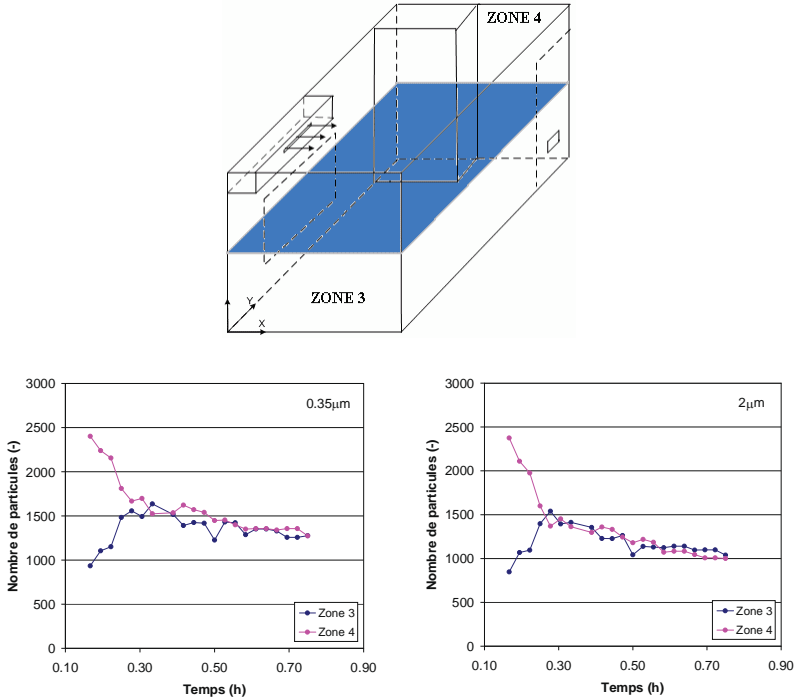 ZONE 4
ZONE 3
Y
X
0.35µm
Nombre de particules (-)
3000
2500
2000
1500
1000
500
0
0.10 0.30 0.50 0.70 0.90
Temps (h)
Zone 3
Zone 4
2µm
Nombre de particules (-)
3000
2500
2000
1500
1000
500
0
0.10 0.30 0.50 0.70 0.90
Temps (h)
Zone 3
Zone 4